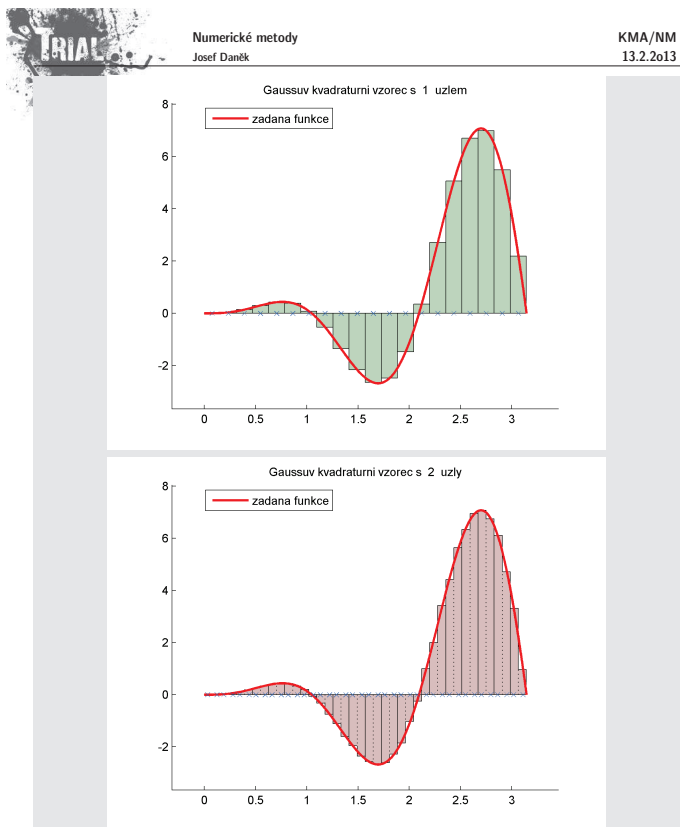 TRIAL
Numerické metody
KMA/NM
Josef Daněk
13.2.2o13
Gaussuv kvadraturni vzorec s 1 uzlem
zadana funkce
8
6
4
2
0
-2
0 0.5 1 1.5 2 2.5 3
Gaussuv kvadraturni vzorec s 2 uzly
zadana funkce
8
6
4
2
0
-2
0 0.5 1 1.5 2 2.5 3